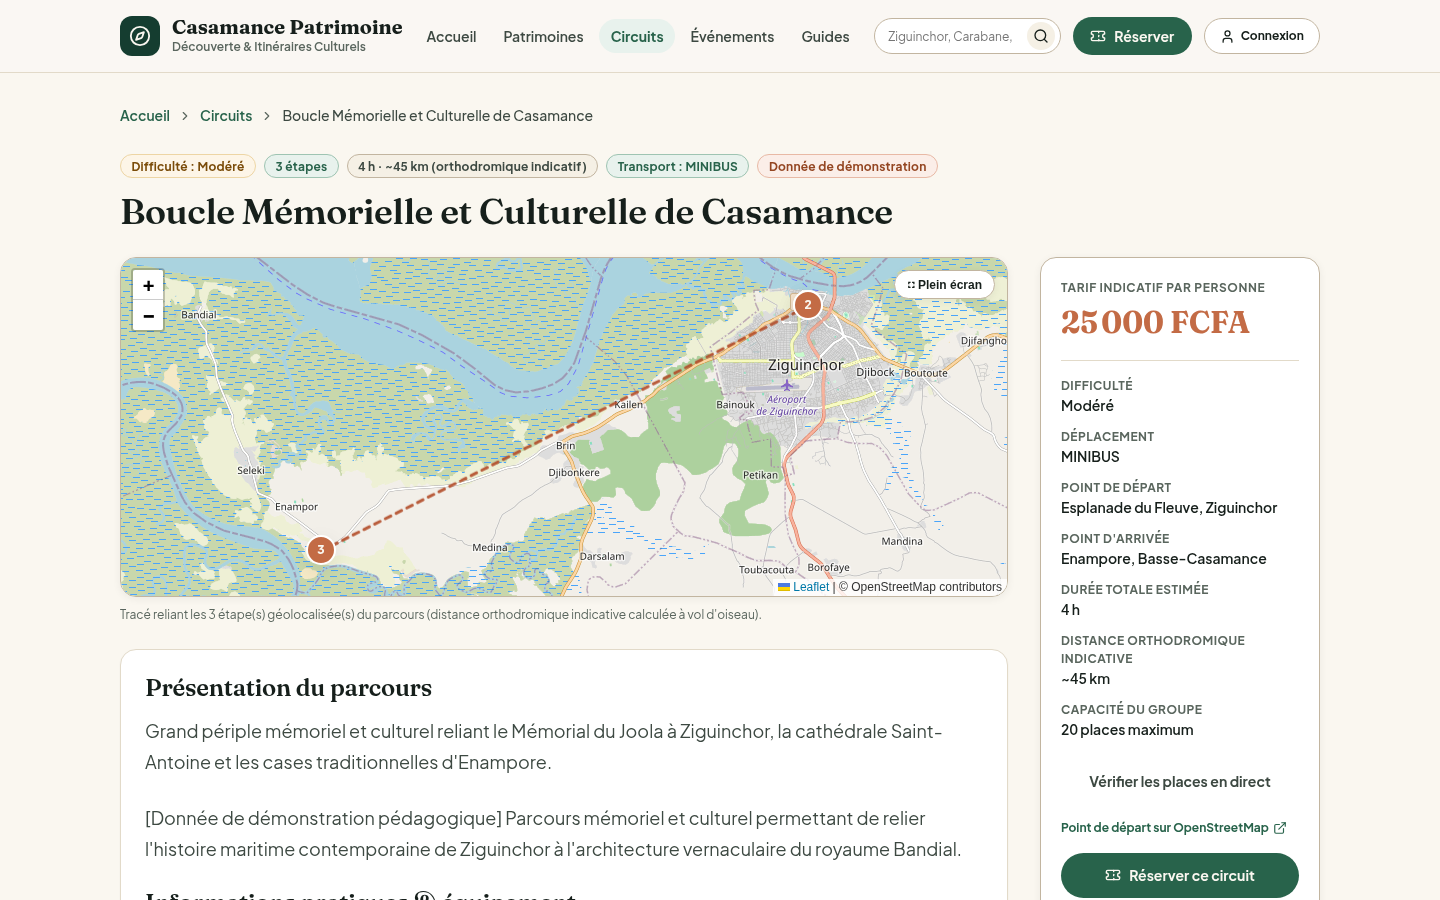 Casamance Patrimoine
Découverte & Itinéraires Culturels
Accueil
Patrimoines
Circuits
Événements
Guides
Ziguinchor, Carabane,
Réserver
Connexion
Accueil > Circuits > Boucle Mémorielle et Culturelle de Casamance
Difficulté : Modéré
3 étapes
4 h · ~45 km (orthodromique indicatif)
Transport : MINIBUS
Donnée de démonstration
Boucle Mémorielle et Culturelle de Casamance
+
−
Plein écran
Bandial
2
Djifangho
Ziguinchor
Djibock
Boutoute
Aéroport
de Ziguinchor
Kailen
Bainouk
Brin
Seleki
Djibonkere
Petikan
Enampor
3
Medina
Darsalam
Mandina
Toubacouta
Borofaye
Leaflet | © OpenStreetMap contributors
Tracé reliant les 3 étape(s) géolocalisée(s) du parcours (distance orthodromique indicative calculée à vol d'oiseau).
Présentation du parcours
Grand périple mémoriel et culturel reliant le Mémorial du Joola à Ziguinchor, la cathédrale Saint-
Antoine et les cases traditionnelles d'Enampore.
[Donnée de démonstration pédagogique] Parcours mémoriel et culturel permettant de relier
l'histoire maritime contemporaine de Ziguinchor à l'architecture vernaculaire du royaume Bandial.
Informations pratiques & équipement
TARIF INDICATIF PAR PERSONNE
25 000 FCFA
DIFFICULTÉ
Modéré
DÉPLACEMENT
MINIBUS
POINT DE DÉPART
Esplanade du Fleuve, Ziguinchor
POINT D'ARRIVÉE
Enampore, Basse-Casamance
DURÉE TOTALE ESTIMÉE
4 h
DISTANCE ORTHODROMIQUE
INDICATIVE
~45 km
CAPACITÉ DU GROUPE
20 places maximum
Vérifier les places en direct
Point de départ sur OpenStreetMap
Réserver ce circuit